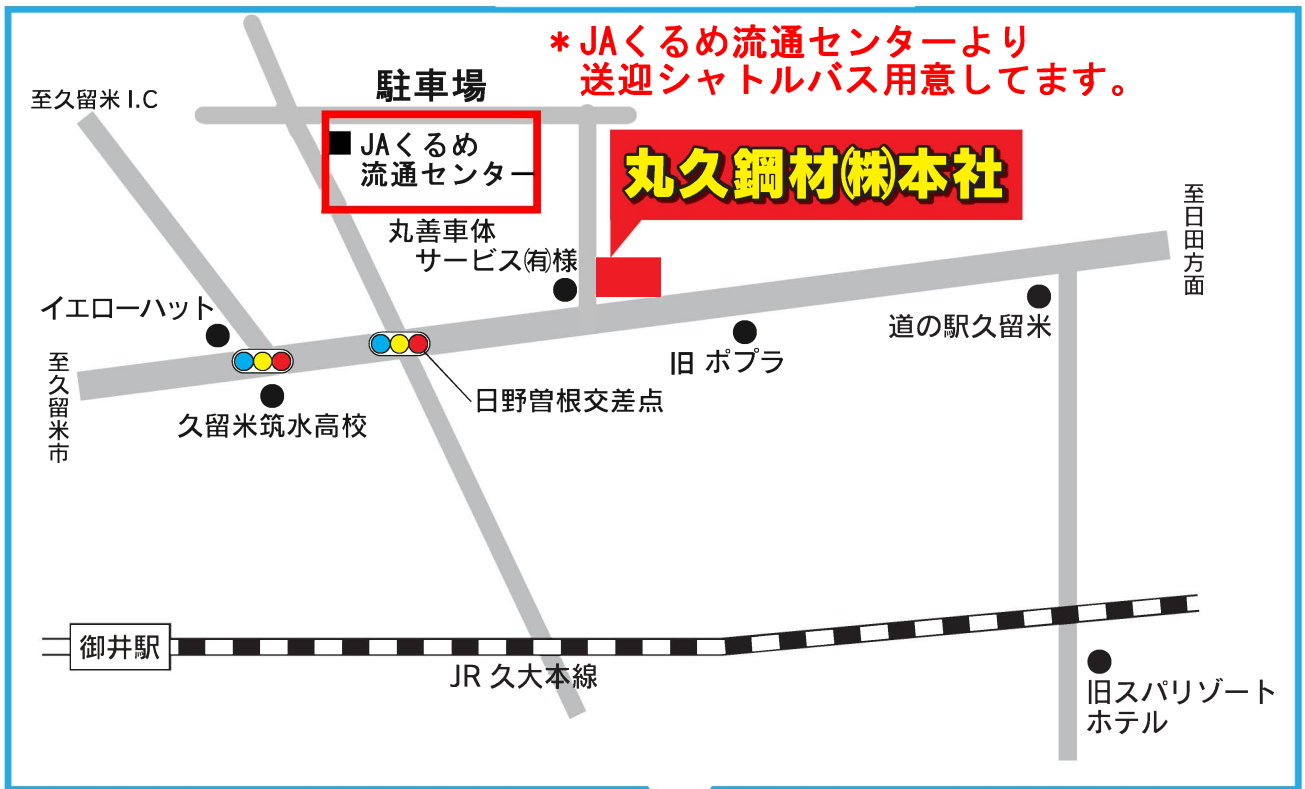 *JAくるめ流通センターより
送迎シャトルバス用意してます。
駐車場
至久留米 I.C
■ JAくるめ
流通センター
丸久鋼材㈱本社
丸善車体
サービス㈲様
至日田方面
イエローハット
道の駅久留米
旧 ポプラ
至久留米市
日野曽根交差点
久留米筑水高校
御井駅
JR 久大本線
旧スパリゾート
ホテル